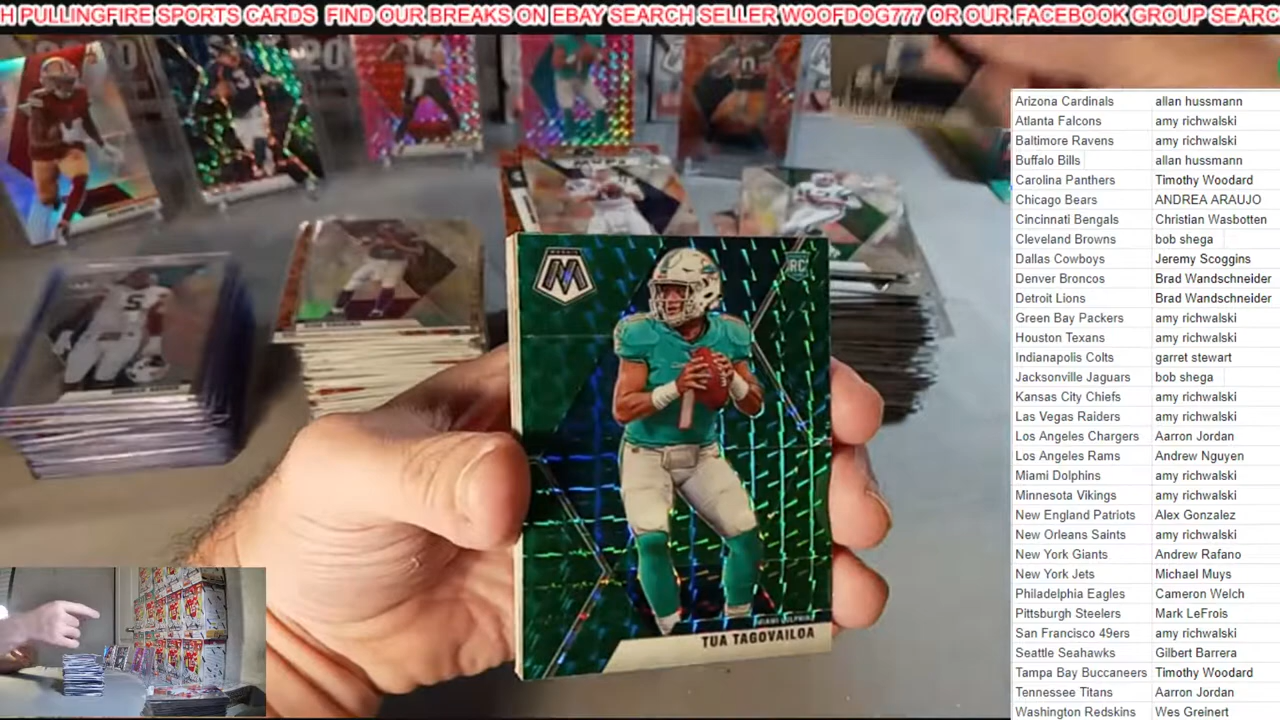 H PULLINGFIRE SPORTS CARDS  FIND OUR BREAKS ON EBAY SEARCH SELLER WOOFDOG777 OR OUR FACEBOOK GROUP SEARC
Arizona Cardinals allan hussmann
Atlanta Falcons amy richwalski
Baltimore Ravens amy richwalski
Buffalo Bills allan hussmann
Carolina Panthers Timothy Woodard
Chicago Bears ANDREA ARAUJO
Cincinnati Bengals Christian Wasbotten
Cleveland Browns bob shega
Dallas Cowboys Jeremy Scoggins
Denver Broncos Brad Wandschneider
Detroit Lions Brad Wandschneider
Green Bay Packers amy richwalski
Houston Texans amy richwalski
Indianapolis Colts garret stewart
Jacksonville Jaguars bob shega
Kansas City Chiefs amy richwalski
Las Vegas Raiders amy richwalski
Los Angeles Chargers Aarron Jordan
Los Angeles Rams Andrew Nguyen
Miami Dolphins amy richwalski
Minnesota Vikings amy richwalski
New England Patriots Alex Gonzalez
New Orleans Saints amy richwalski
New York Giants Andrew Rafano
New York Jets Michael Muys
Philadelphia Eagles Cameron Welch
Pittsburgh Steelers Mark LeFrois
San Francisco 49ers amy richwalski
Seattle Seahawks Gilbert Barrera
Tampa Bay Buccaneers Timothy Woodard
Tennessee Titans Aarron Jordan
Washington Redskins Wes Greinert
MOSAIC
RC
1
MIAMI DOLPHINS
TUA TAGOVAILOA
5